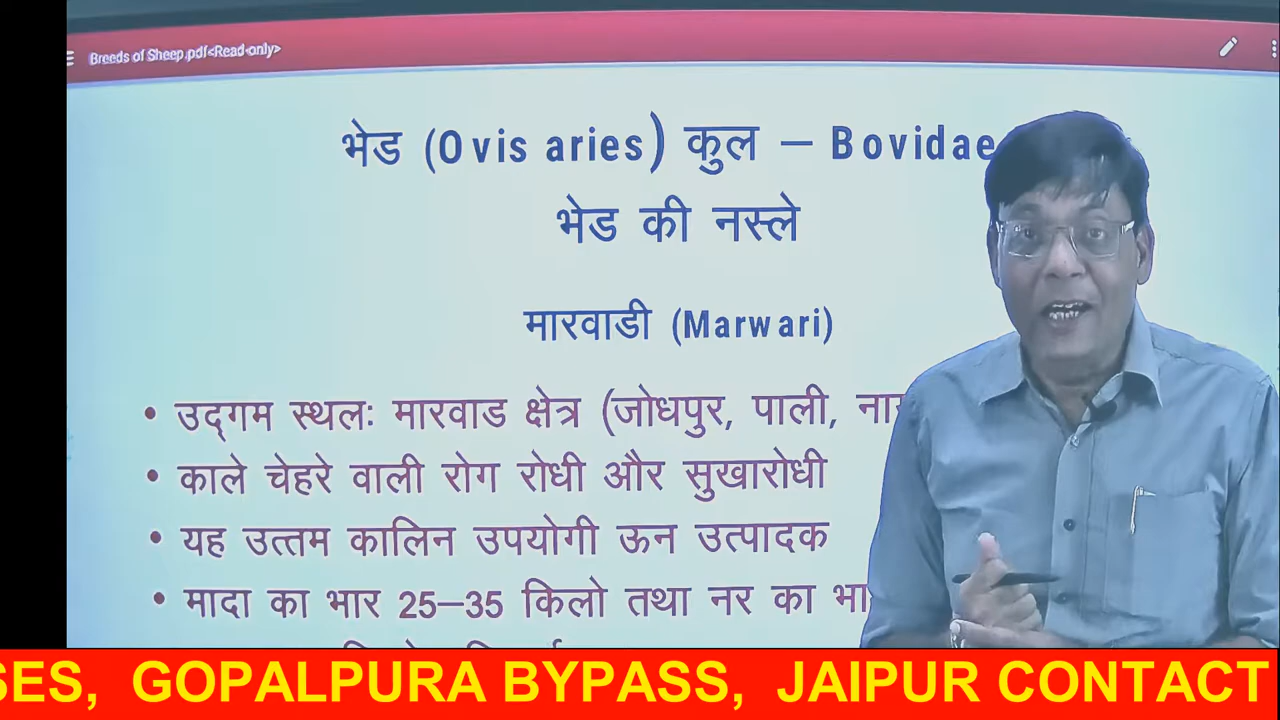 Breeds of Sheep.pdf<Read-only>
भेड (Ovis aries) कुल – Bovidae
भेड की नस्ले
मारवाडी (Marwari)
• उद्गम स्थलः मारवाड क्षेत्र (जोधपुर, पाली,
• काले चेहरे वाली रोग रोधी और सुखारोधी
• यह उत्तम कालिन उपयोगी ऊन उत्पादक
• मादा का भार 25–35 किलो तथा नर का
GOPALPURA BYPASS, JAIPUR CONTACT